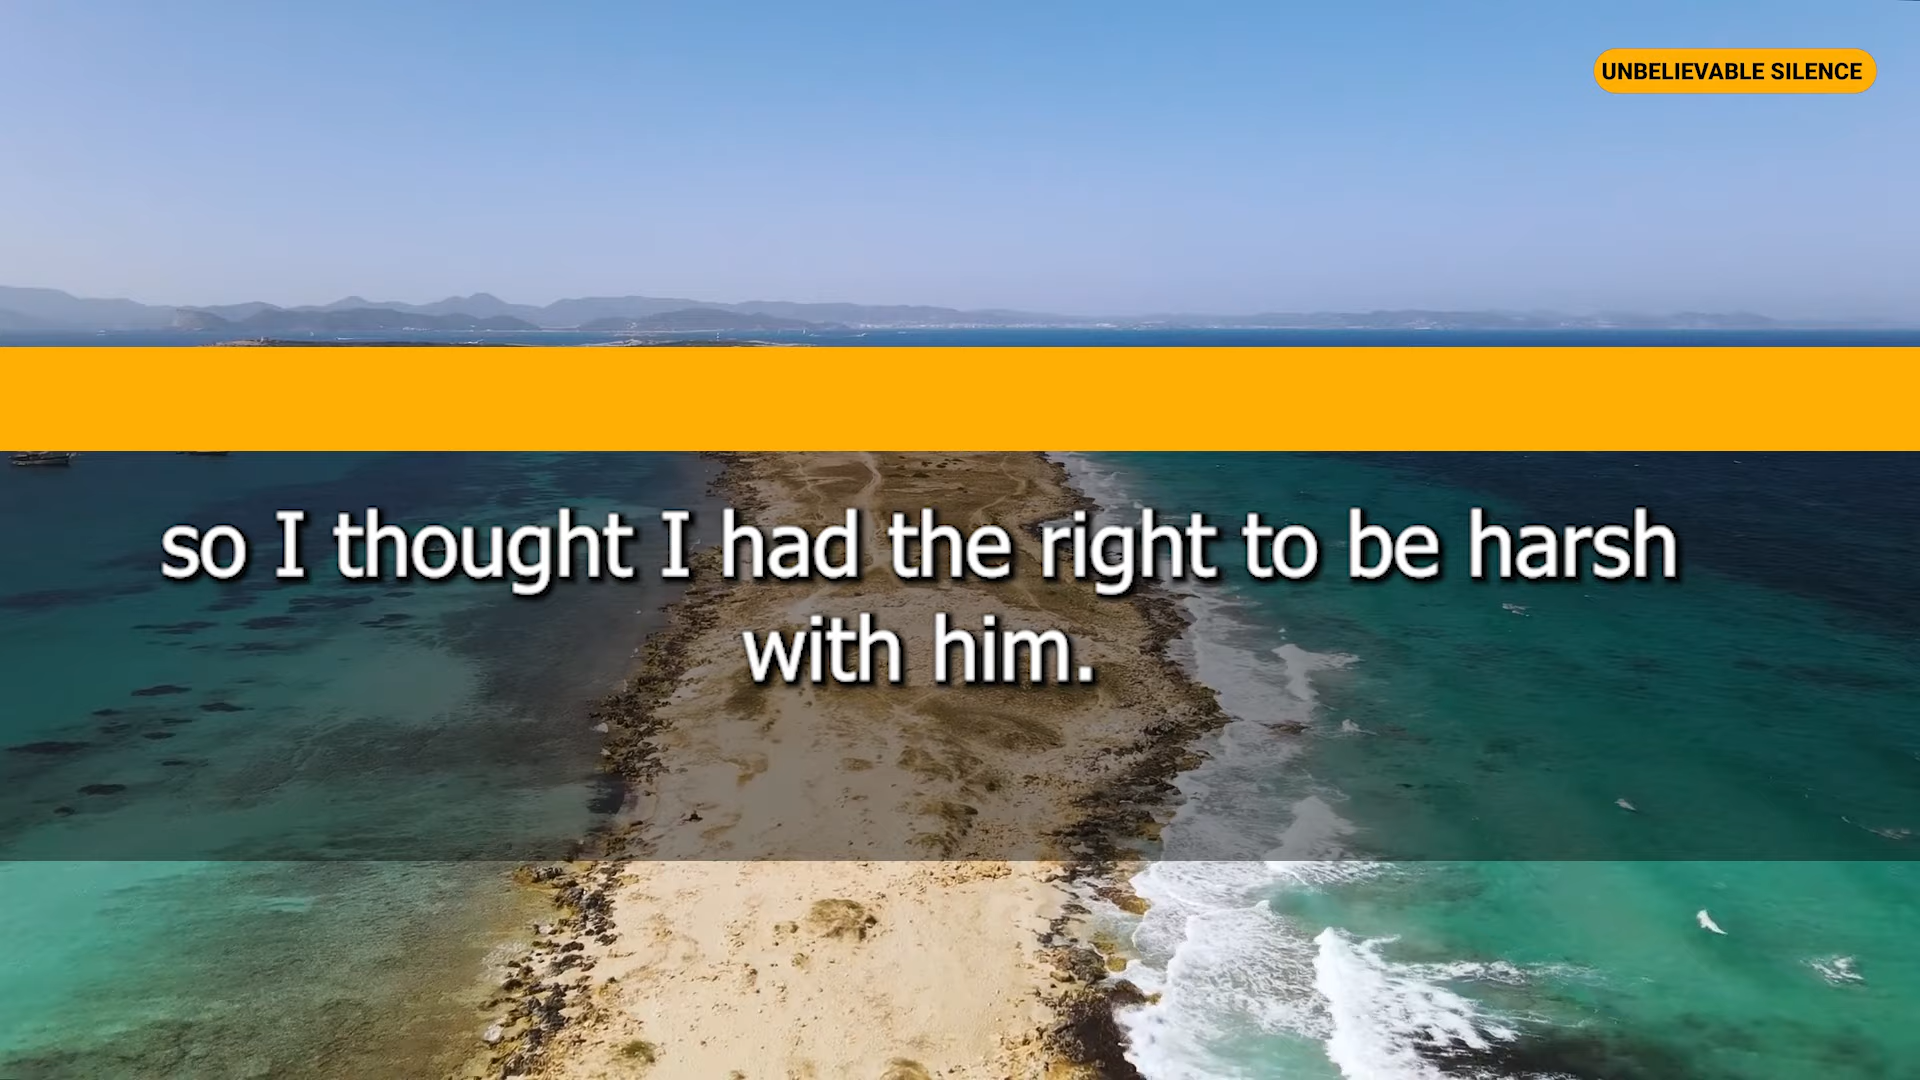 UNBELIEVABLE SILENCE
so I thought I had the right to be harsh
with him.